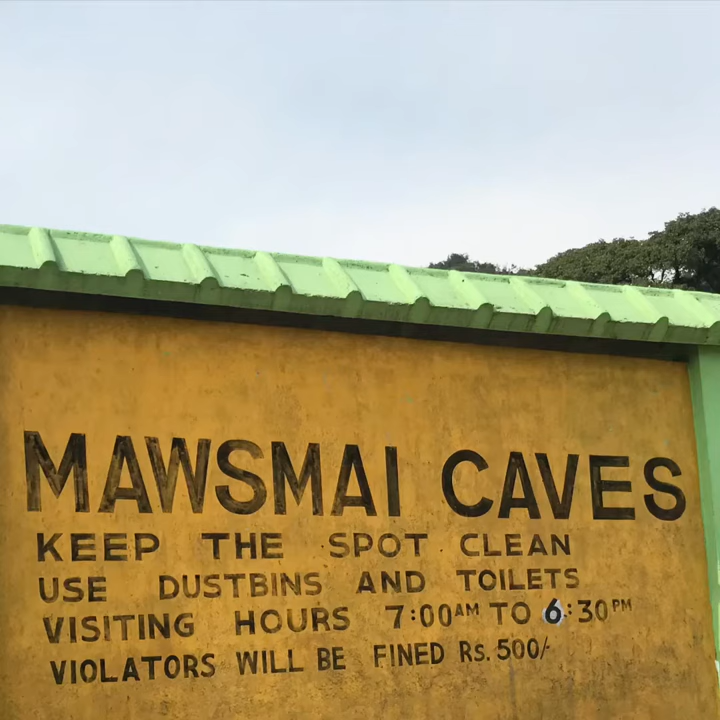 MAWSMAI CAVES
KEEP THE SPOT CLEAN
USE DUSTBINS AND TOILETS
VISITING HOURS 7:00AM TO 6:30PM
VIOLATORS WILL BE FINED RS. 500/-